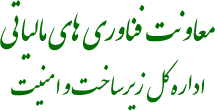 معاونت فناوری های مالیاتی
اداره کل زیرساخت و امنیت